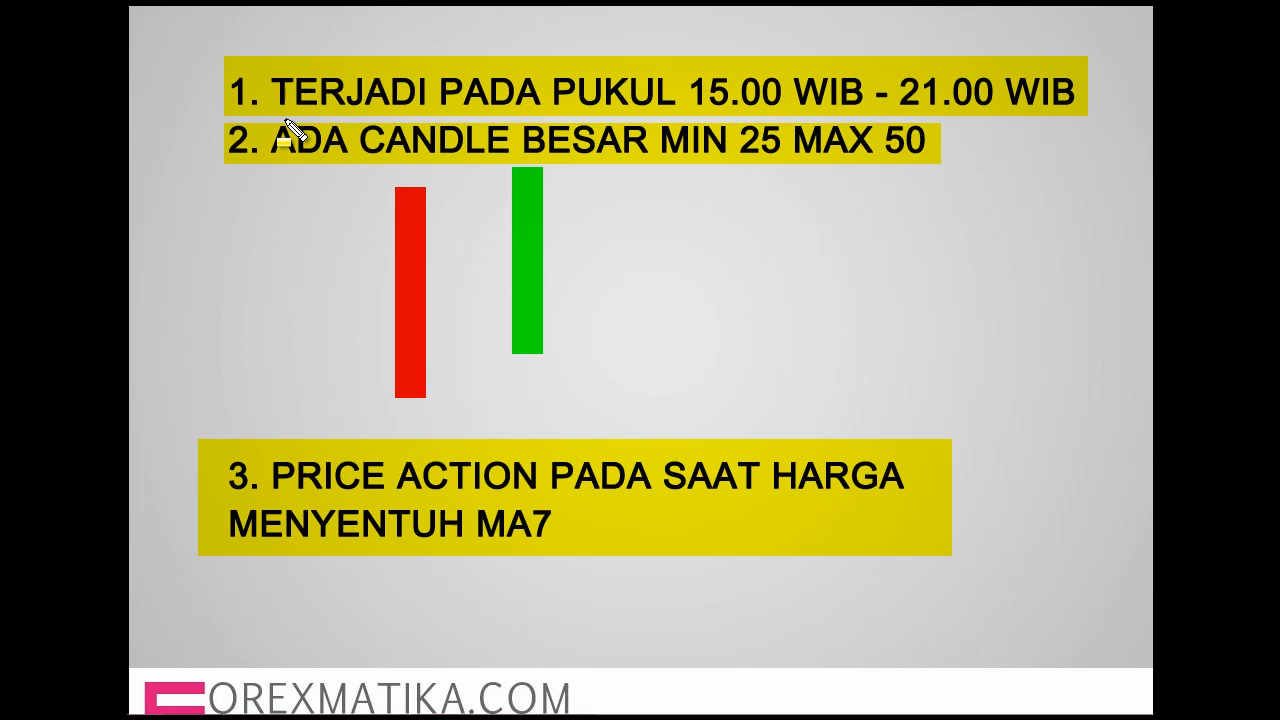 1. TERJADI PADA PUKUL 15.00 WIB - 21.00 WIB
2. ADA CANDLE BESAR MIN 25 MAX 50
3. PRICE ACTION PADA SAAT HARGA
MENYENTUH MA7
FOREXMATIKA.COM